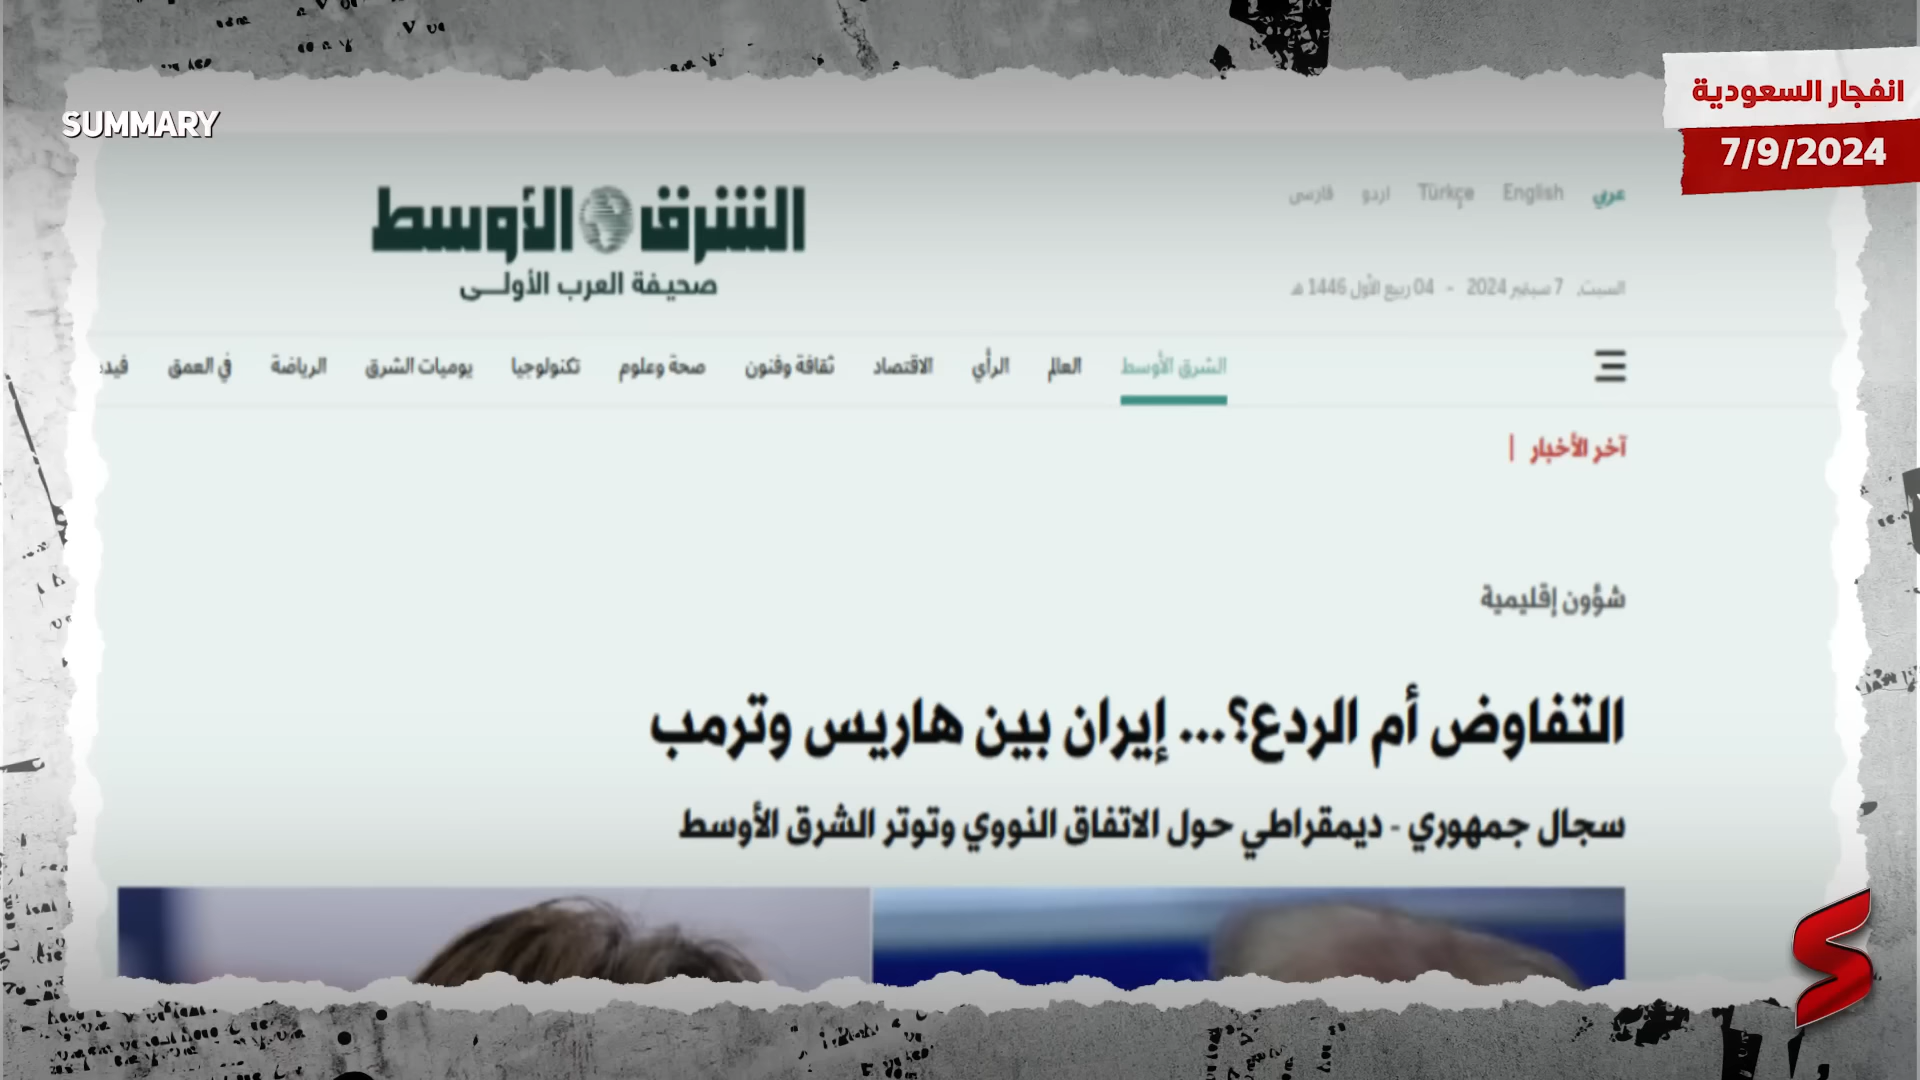 SUMMARY
انفجار السعودية
7/9/2024
الشرق الأوسط
صحيفة العرب الأولــى
عربي English Türkçe اردو فارسى
السبت, 7 سبتمبر 2024 - 04 ربيع الأول 1446 هـ
الشرق الأوسط العالم الرأي الاقتصاد ثقافة وفنون صحة وعلوم تكنولوجيا يوميات الشرق الرياضة في العمق
آخر الأخبار |
شؤون إقليمية
التفاوض أم الردع؟... إيران بين هاريس وترمب
سجال جمهوري - ديمقراطي حول الاتفاق النووي وتوتر الشرق الأوسط